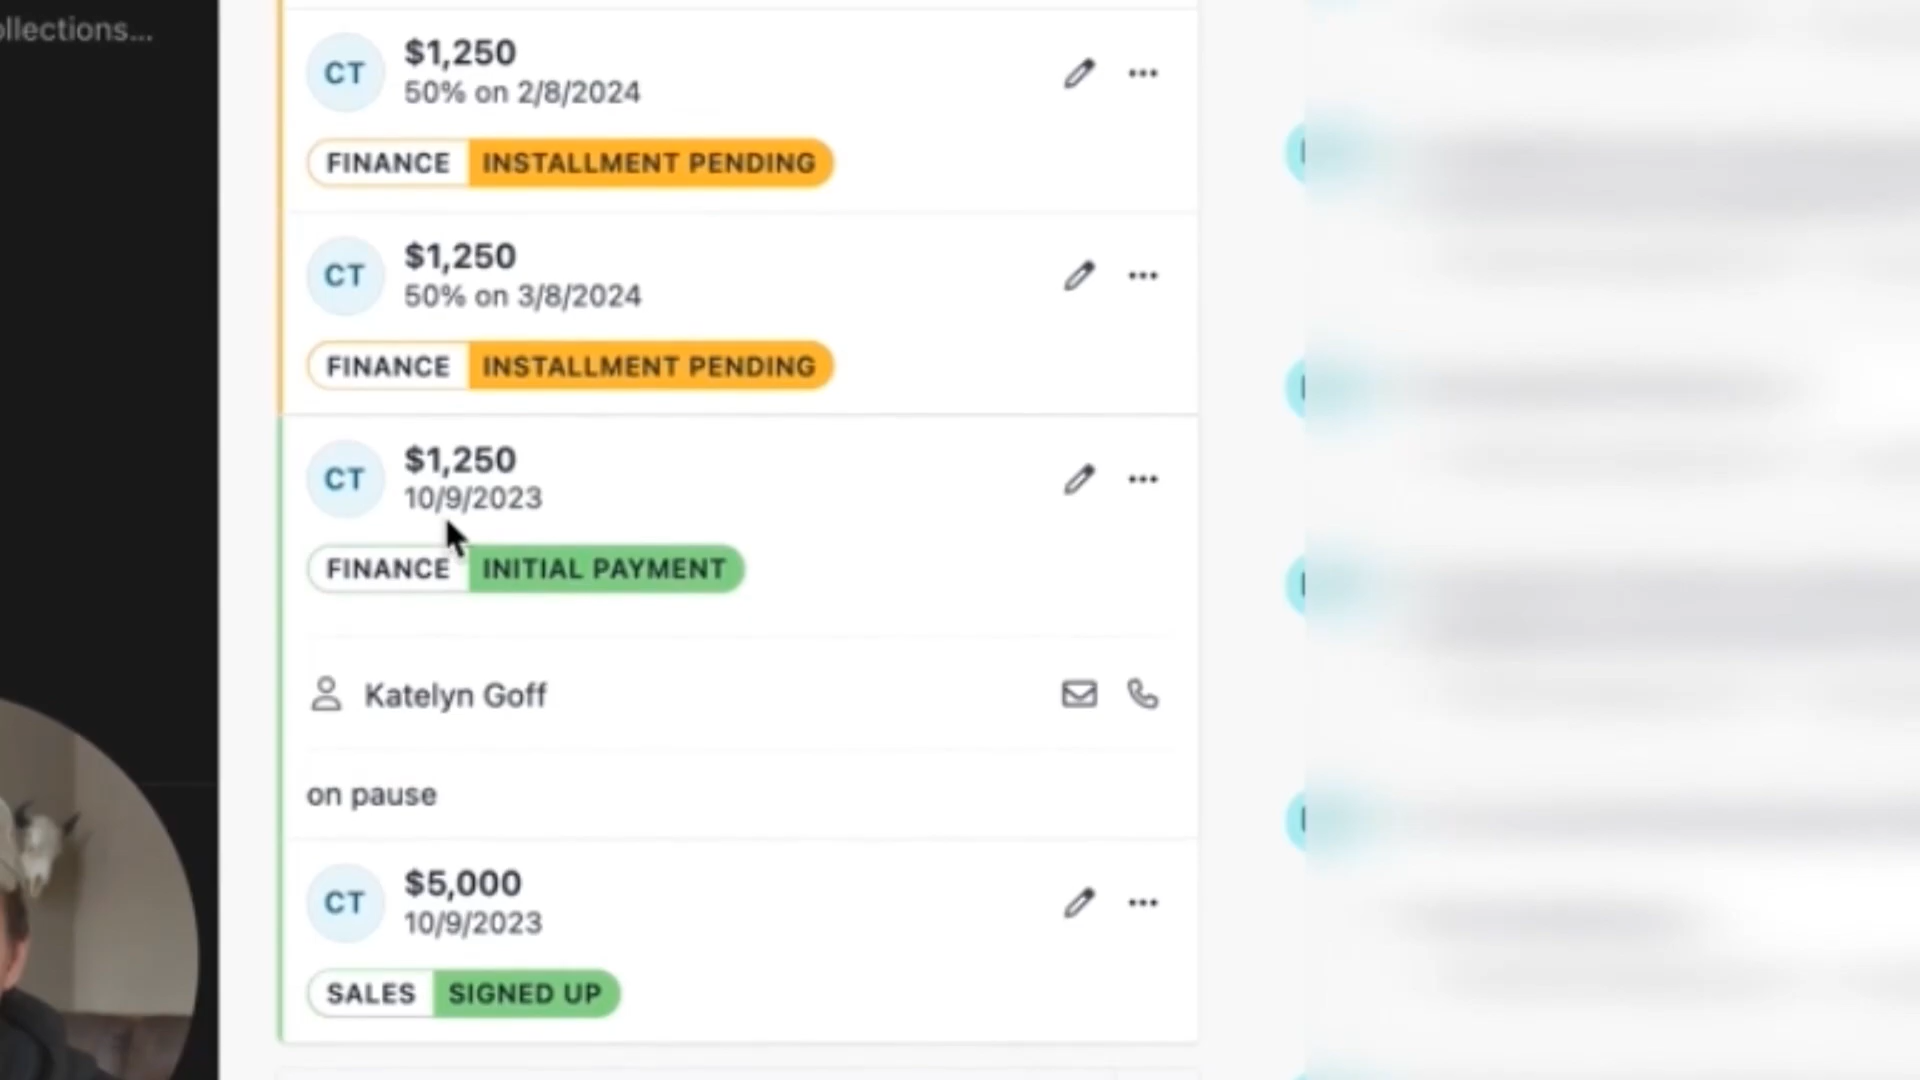 ollections...
CT
$1,250
50% on 2/8/2024
FINANCE INSTALLMENT PENDING
CT
$1,250
50% on 3/8/2024
FINANCE INSTALLMENT PENDING
CT
$1,250
10/9/2023
FINANCE INITIAL PAYMENT
Katelyn Goff
on pause
CT
$5,000
10/9/2023
SALES SIGNED UP